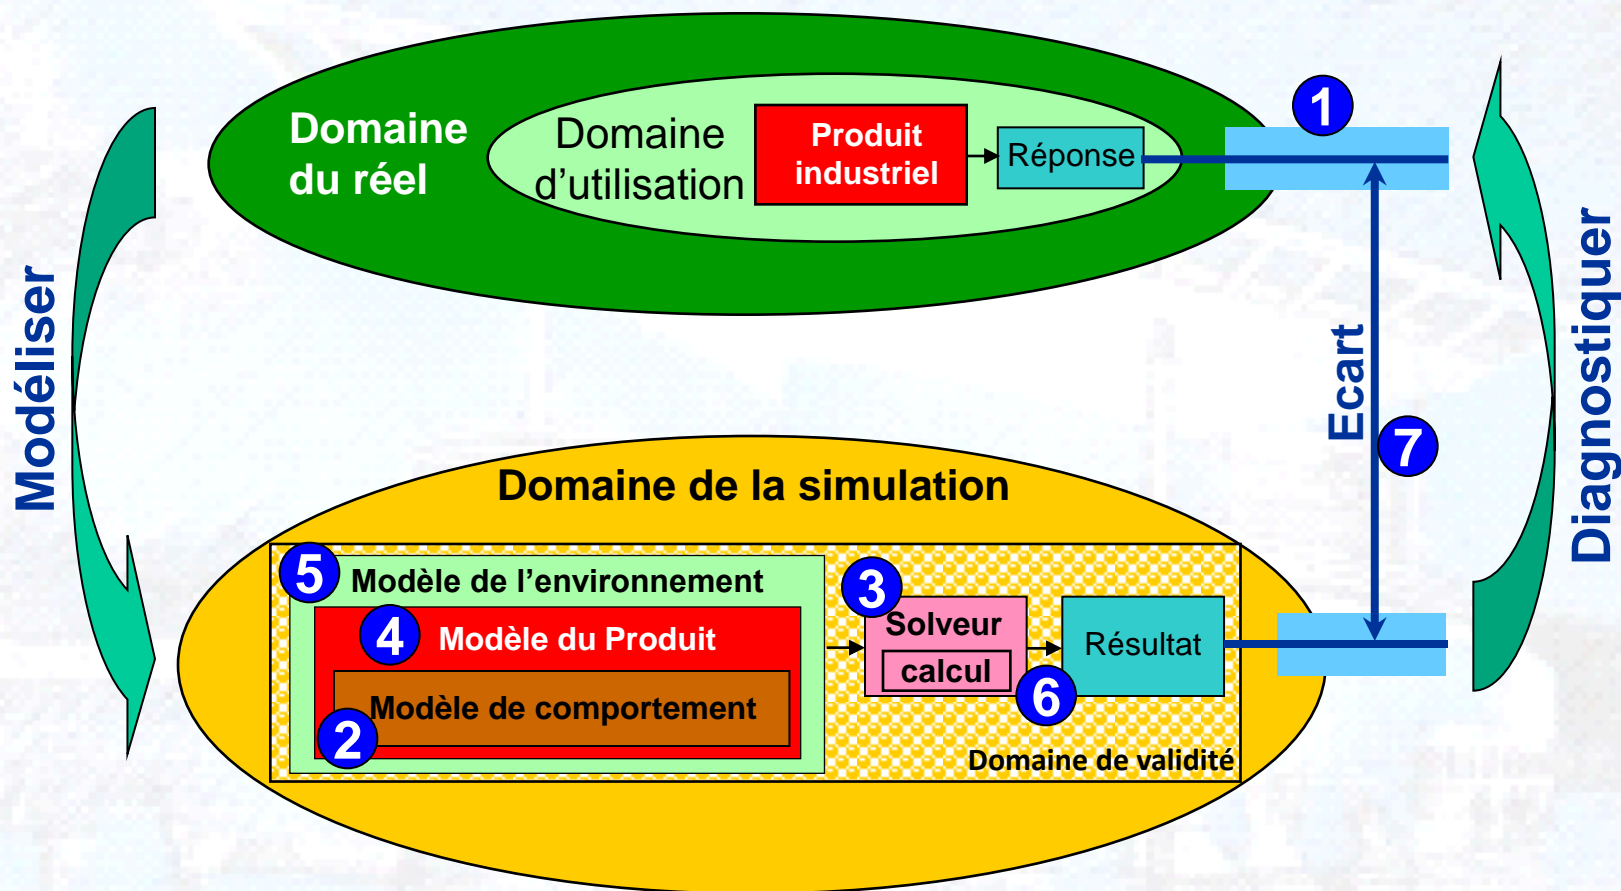 Domaine
du réel
Domaine
d’utilisation
Produit
industriel
Réponse
1
Modéliser
Ecart
7
Diagnostiquer
Domaine de la simulation
5
Modèle de l’environnement
4
Modèle du Produit
2
Modèle de comportement
3
Solveur
calcul
6
Résultat
Domaine de validité